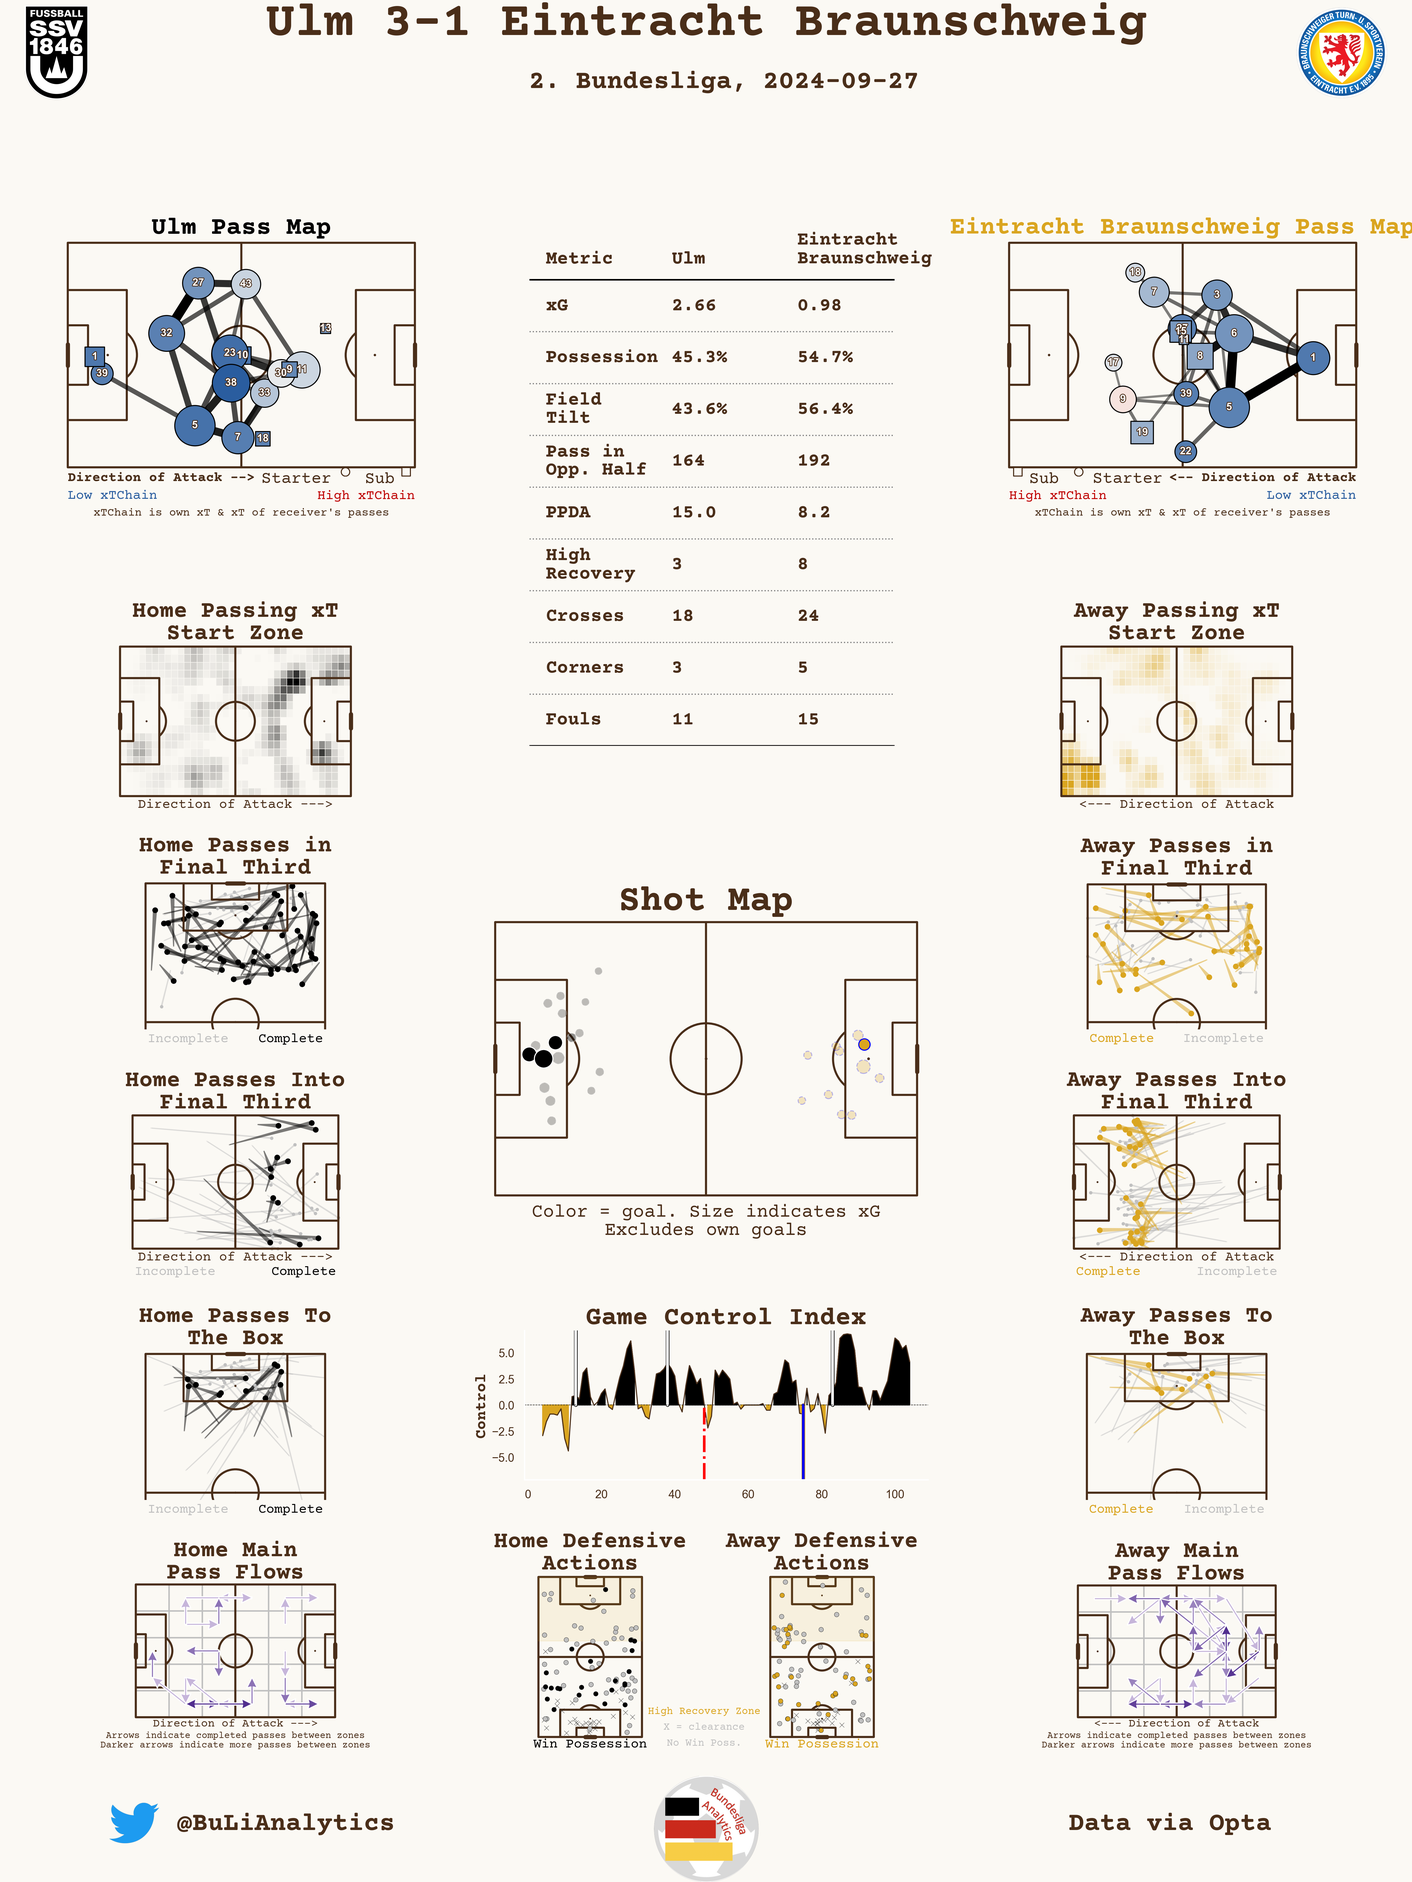 Ulm 3-1 Eintracht Braunschweig
2. Bundesliga, 2024-09-27
FUSSBALL
SSV
1846
BRAUNSCHWEIGER TURN- U. SPORTVEREIN
EINTRACHT E.V. 1895
Ulm Pass Map
27
43
32
13
1
39
23
10
30
9
11
38
33
5
7
18
Direction of Attack --> Starter Sub
Low xTChain High xTChain
xTChain is own xT & xT of receiver's passes
Metric Ulm Eintracht
Braunschweig
xG 2.66 0.98
Possession 45.3% 54.7%
Field
Tilt 43.6% 56.4%
Pass in
Opp. Half 164 192
PPDA 15.0 8.2
High
Recovery 3 8
Crosses 18 24
Corners 3 5
Fouls 11 15
Eintracht Braunschweig Pass Map
18
7
3
15
11
6
8
1
17
9
39
5
19
22
Sub Starter <-- Direction of Attack
High xTChain Low xTChain
xTChain is own xT & xT of receiver's passes
Home Passing xT
Start Zone
Direction of Attack --->
Away Passing xT
Start Zone
<--- Direction of Attack
Home Passes in
Final Third
Incomplete Complete
Away Passes in
Final Third
Complete Incomplete
Shot Map
Color = goal. Size indicates xG
Excludes own goals
Home Passes Into
Final Third
Direction of Attack --->
Incomplete Complete
Away Passes Into
Final Third
<--- Direction of Attack
Complete Incomplete
Home Passes To
The Box
Incomplete Complete
Game Control Index
Control
5.0
2.5
0.0
−2.5
−5.0
0 20 40 60 80 100
Away Passes To
The Box
Complete Incomplete
Home Main
Pass Flows
Direction of Attack --->
Arrows indicate completed passes between zones
Darker arrows indicate more passes between zones
Home Defensive
Actions
Win Possession
High Recovery Zone
X = clearance
No Win Poss.
Away Defensive
Actions
Win Possession
Away Main
Pass Flows
<--- Direction of Attack
Arrows indicate completed passes between zones
Darker arrows indicate more passes between zones
@BuLiAnalytics
Bundesliga
Analytics
Data via Opta